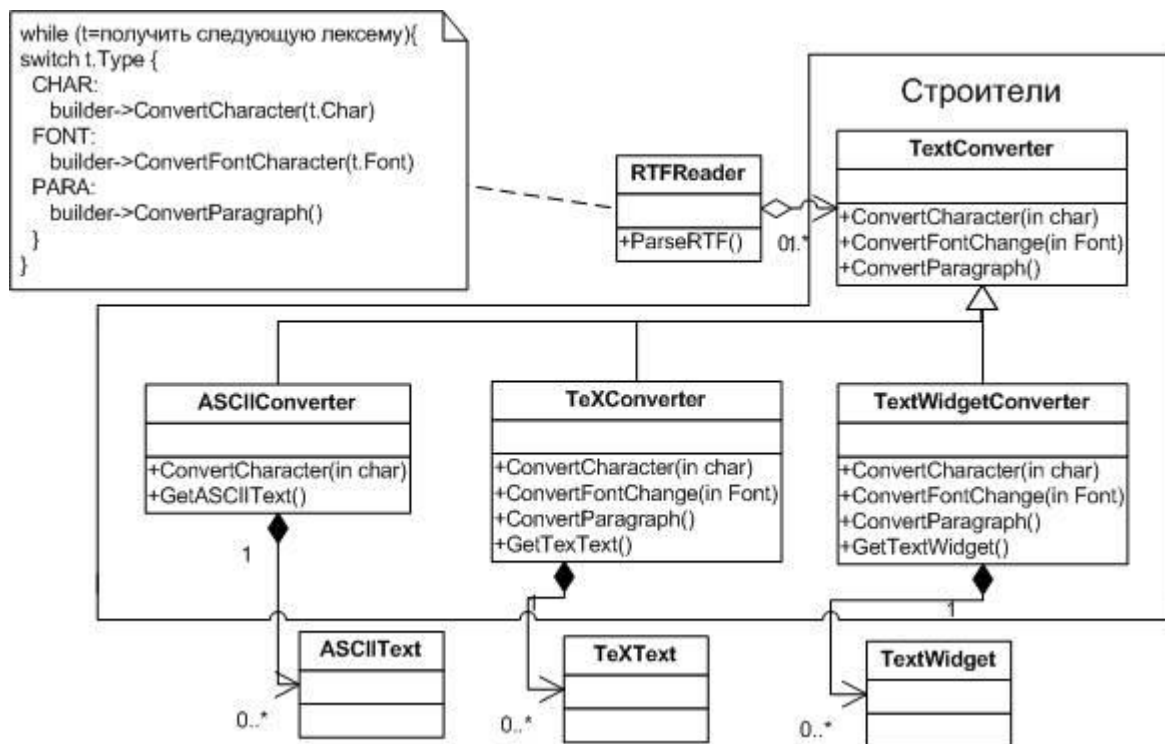 while (t=получить следующую лексему){
switch t.Type {
CHAR:
builder->ConvertCharacter(t.Char)
FONT:
builder->ConvertFontCharacter(t.Font)
PARA:
builder->ConvertParagraph()
}
}
Строители
TextConverter
+ConvertCharacter(in char)
+ConvertFontChange(in Font)
+ConvertParagraph()
RTFReader
+ParseRTF()
01..*
ASCIIConverter
+ConvertCharacter(in char)
+GetASCIIText()
TeXConverter
+ConvertCharacter(in char)
+ConvertFontChange(in Font)
+ConvertParagraph()
+GetTexText()
TextWidgetConverter
+ConvertCharacter(in char)
+ConvertFontChange(in Font)
+ConvertParagraph()
+GetTextWidget()
1
1
1
ASCIIText
0..*
TeXText
0..*
TextWidget
0..*